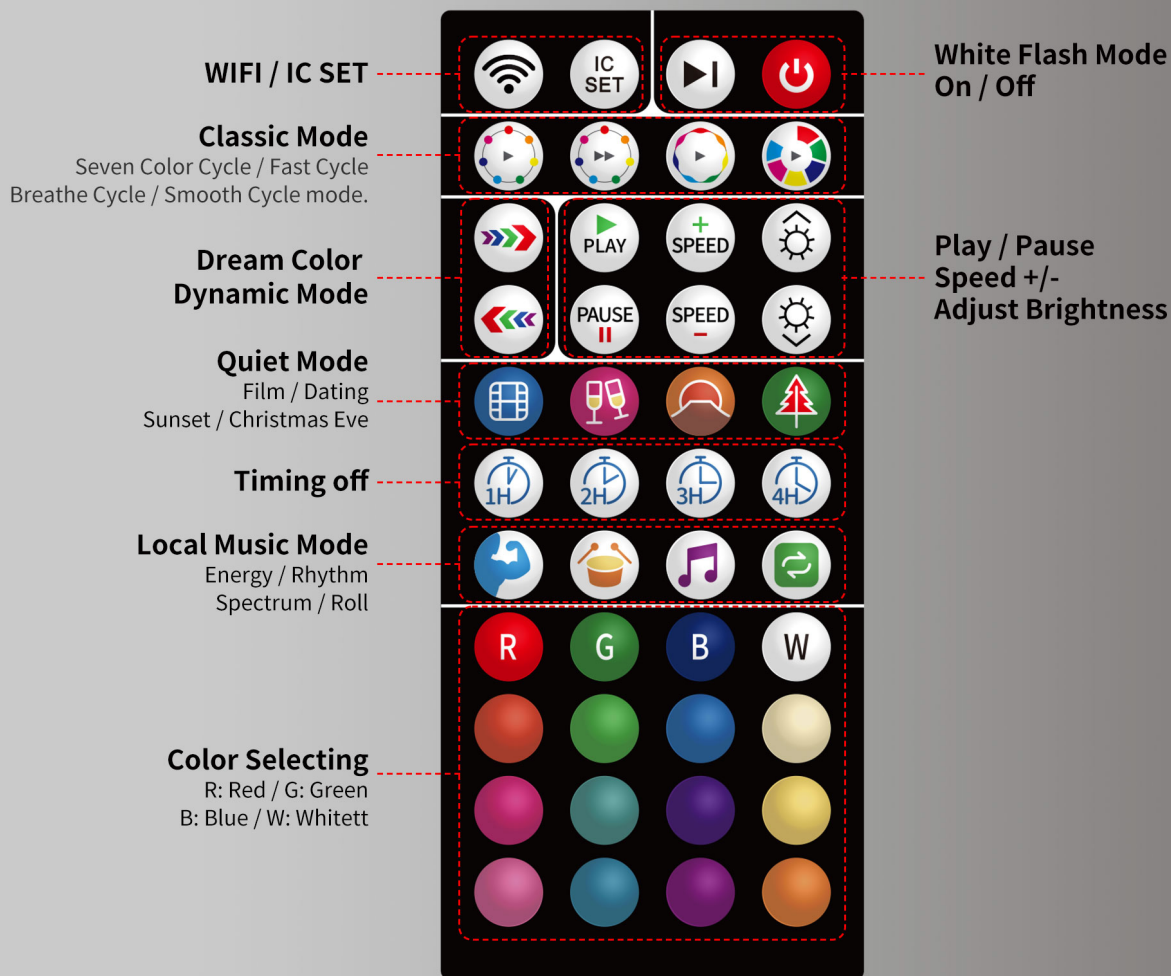 WIFI / IC SET
IC
SET
White Flash Mode
On / Off
Classic Mode
Seven Color Cycle / Fast Cycle
Breathe Cycle / Smooth Cycle mode.
Dream Color
Dynamic Mode
PLAY
+
SPEED
PAUSE
SPEED
-
Play / Pause
Speed +/-
Adjust Brightness
Quiet Mode
Film / Dating
Sunset / Christmas Eve
Timing off
1H
2H
3H
4H
Local Music Mode
Energy / Rhythm
Spectrum / Roll
R
G
B
W
Color Selecting
R: Red / G: Green
B: Blue / W: Whitett